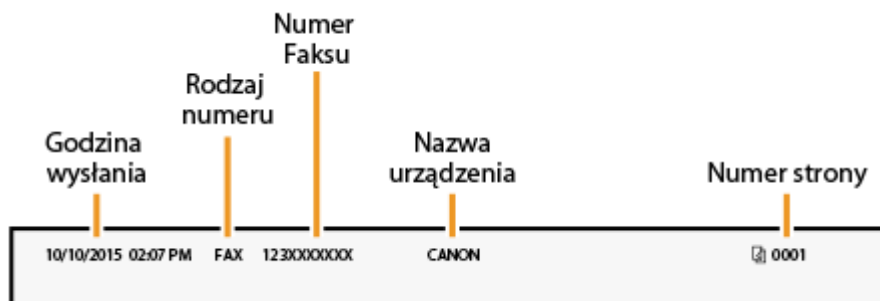 Numer
Faksu
Rodzaj
numeru
Godzina
wysłania
Nazwa
urządzenia
Numer strony
10/10/2015 02:07 PM FAX 123XXXXXXX CANON 0001